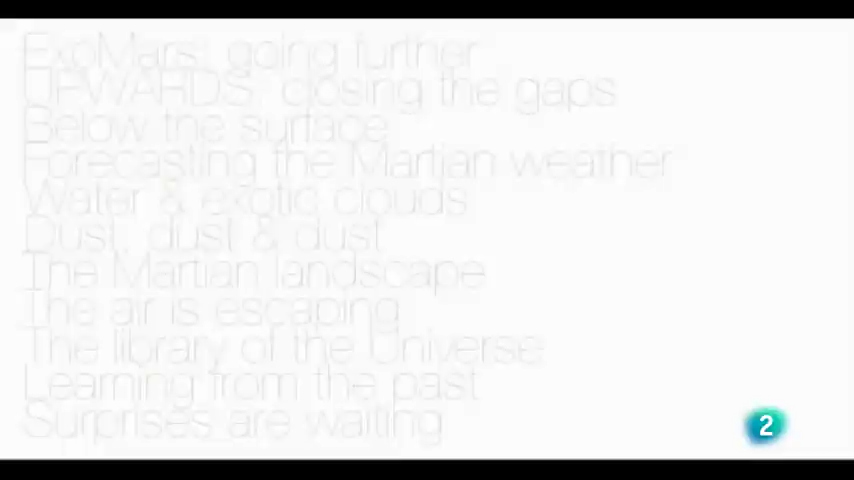 ExoMars: going further
UPWARDS: closing the gaps
Below the surface
Forecasting the Martian weather
Water & exotic clouds
Dust, dust & dust
The Martian landscape
The air is escaping
The library of the Universe
Learning from the past
Surprises are waiting
2